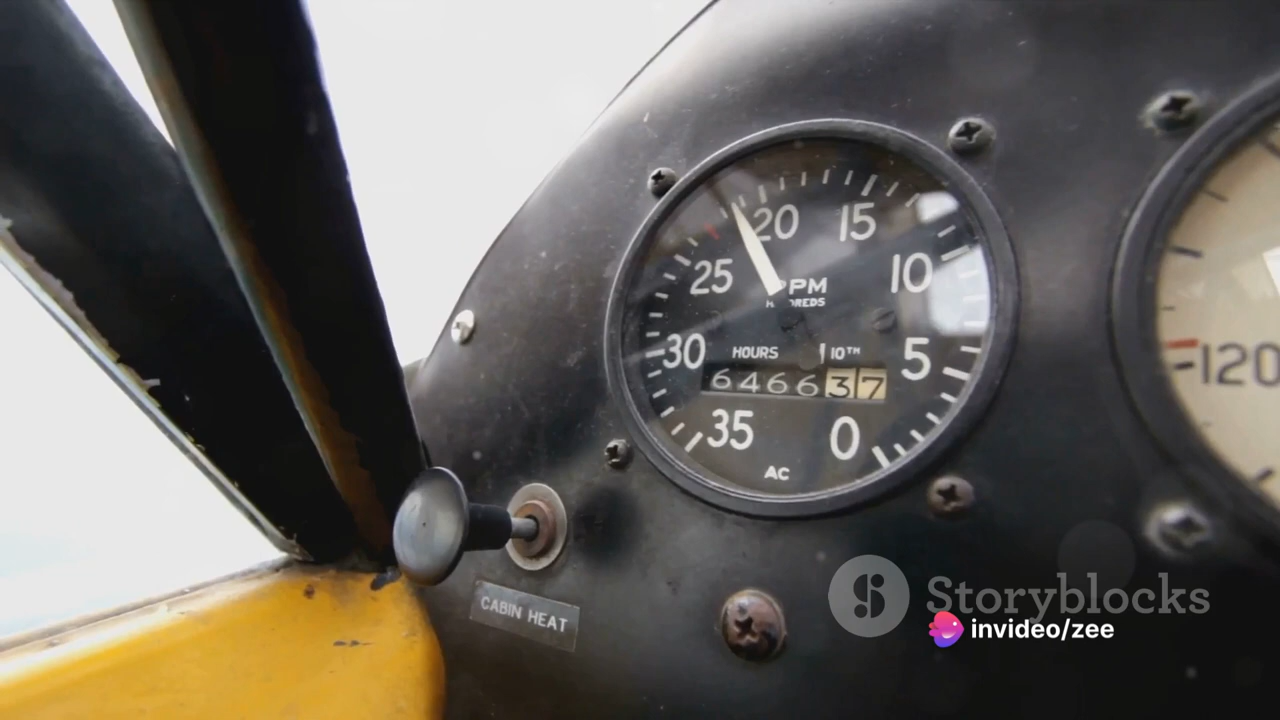 20
15
25
10
RPM
HUNDREDS
30
HOURS
10TH
5
6466 37
120
35
0
AC
CABIN HEAT
Storyblocks
invideo/zee